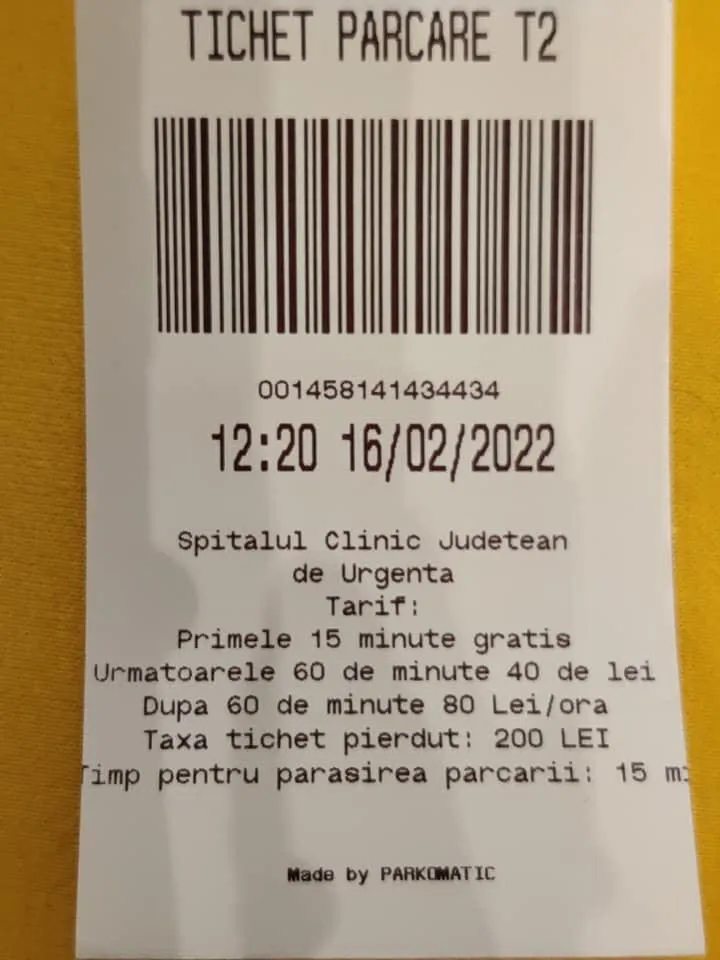 TICHET PARCARE T2
001458141434434
12:20 16/02/2022
Spitalul Clinic Judetean
de Urgenta
Tarif:
Primele 15 minute gratis
Urmatoarele 60 de minute 40 de lei
Dupa 60 de minute 80 Lei/ora
Taxa tichet pierdut: 200 LEI
Timp pentru parasirea parcarii: 15 mi
Made by PARKOMATIC